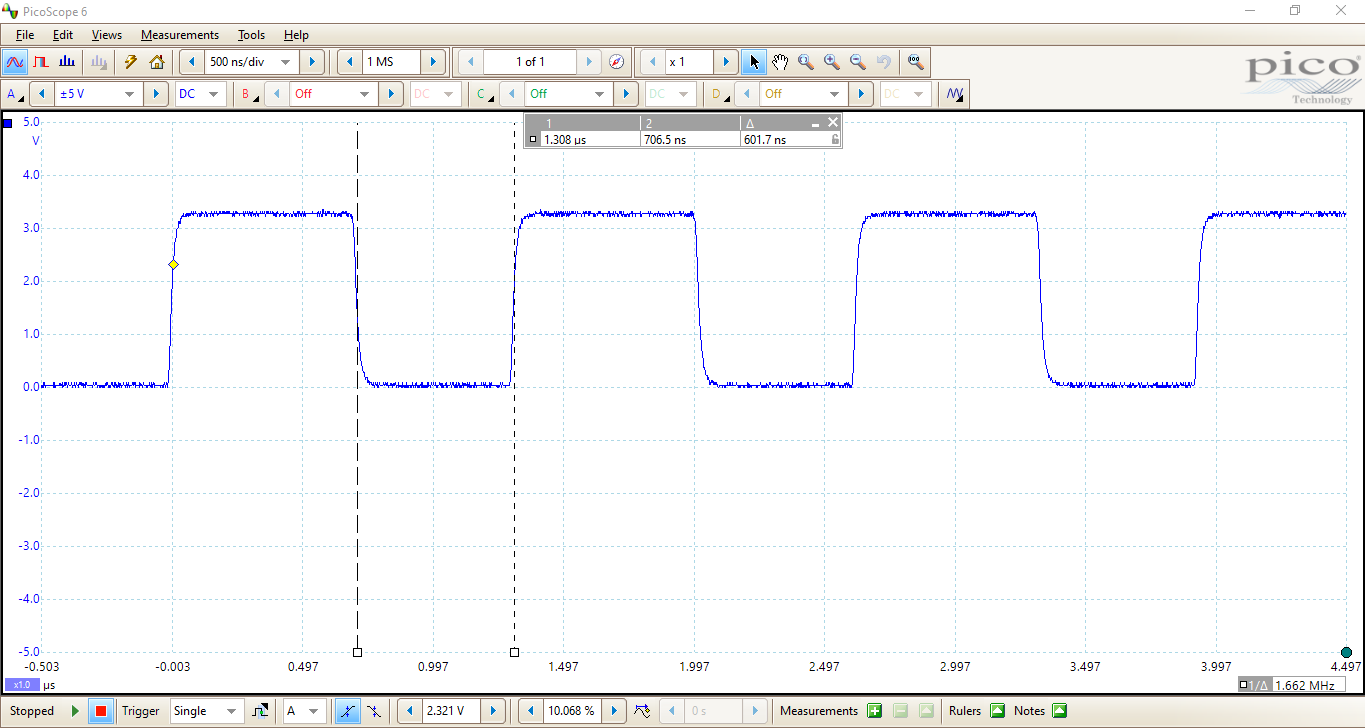 PicoScope 6
File Edit Views Measurements Tools Help
500 ns/div 1 MS 1 of 1 x 1
pico
Technology
A ±5 V DC B Off DC C Off DC D Off DC
5.0 1 2 Δ
V 1.308 µs 706.5 ns 601.7 ns
4.0
3.0
2.0
1.0
0.0
-1.0
-2.0
-3.0
-4.0
-5.0
-0.503 -0.003 0.497 0.997 1.497 1.997 2.497 2.997 3.497 3.997 4.497
x1.0 µs 1/Δ 1.662 MHz
Stopped Trigger Single A 2.321 V 10.068 % 0 s Measurements Rulers Notes